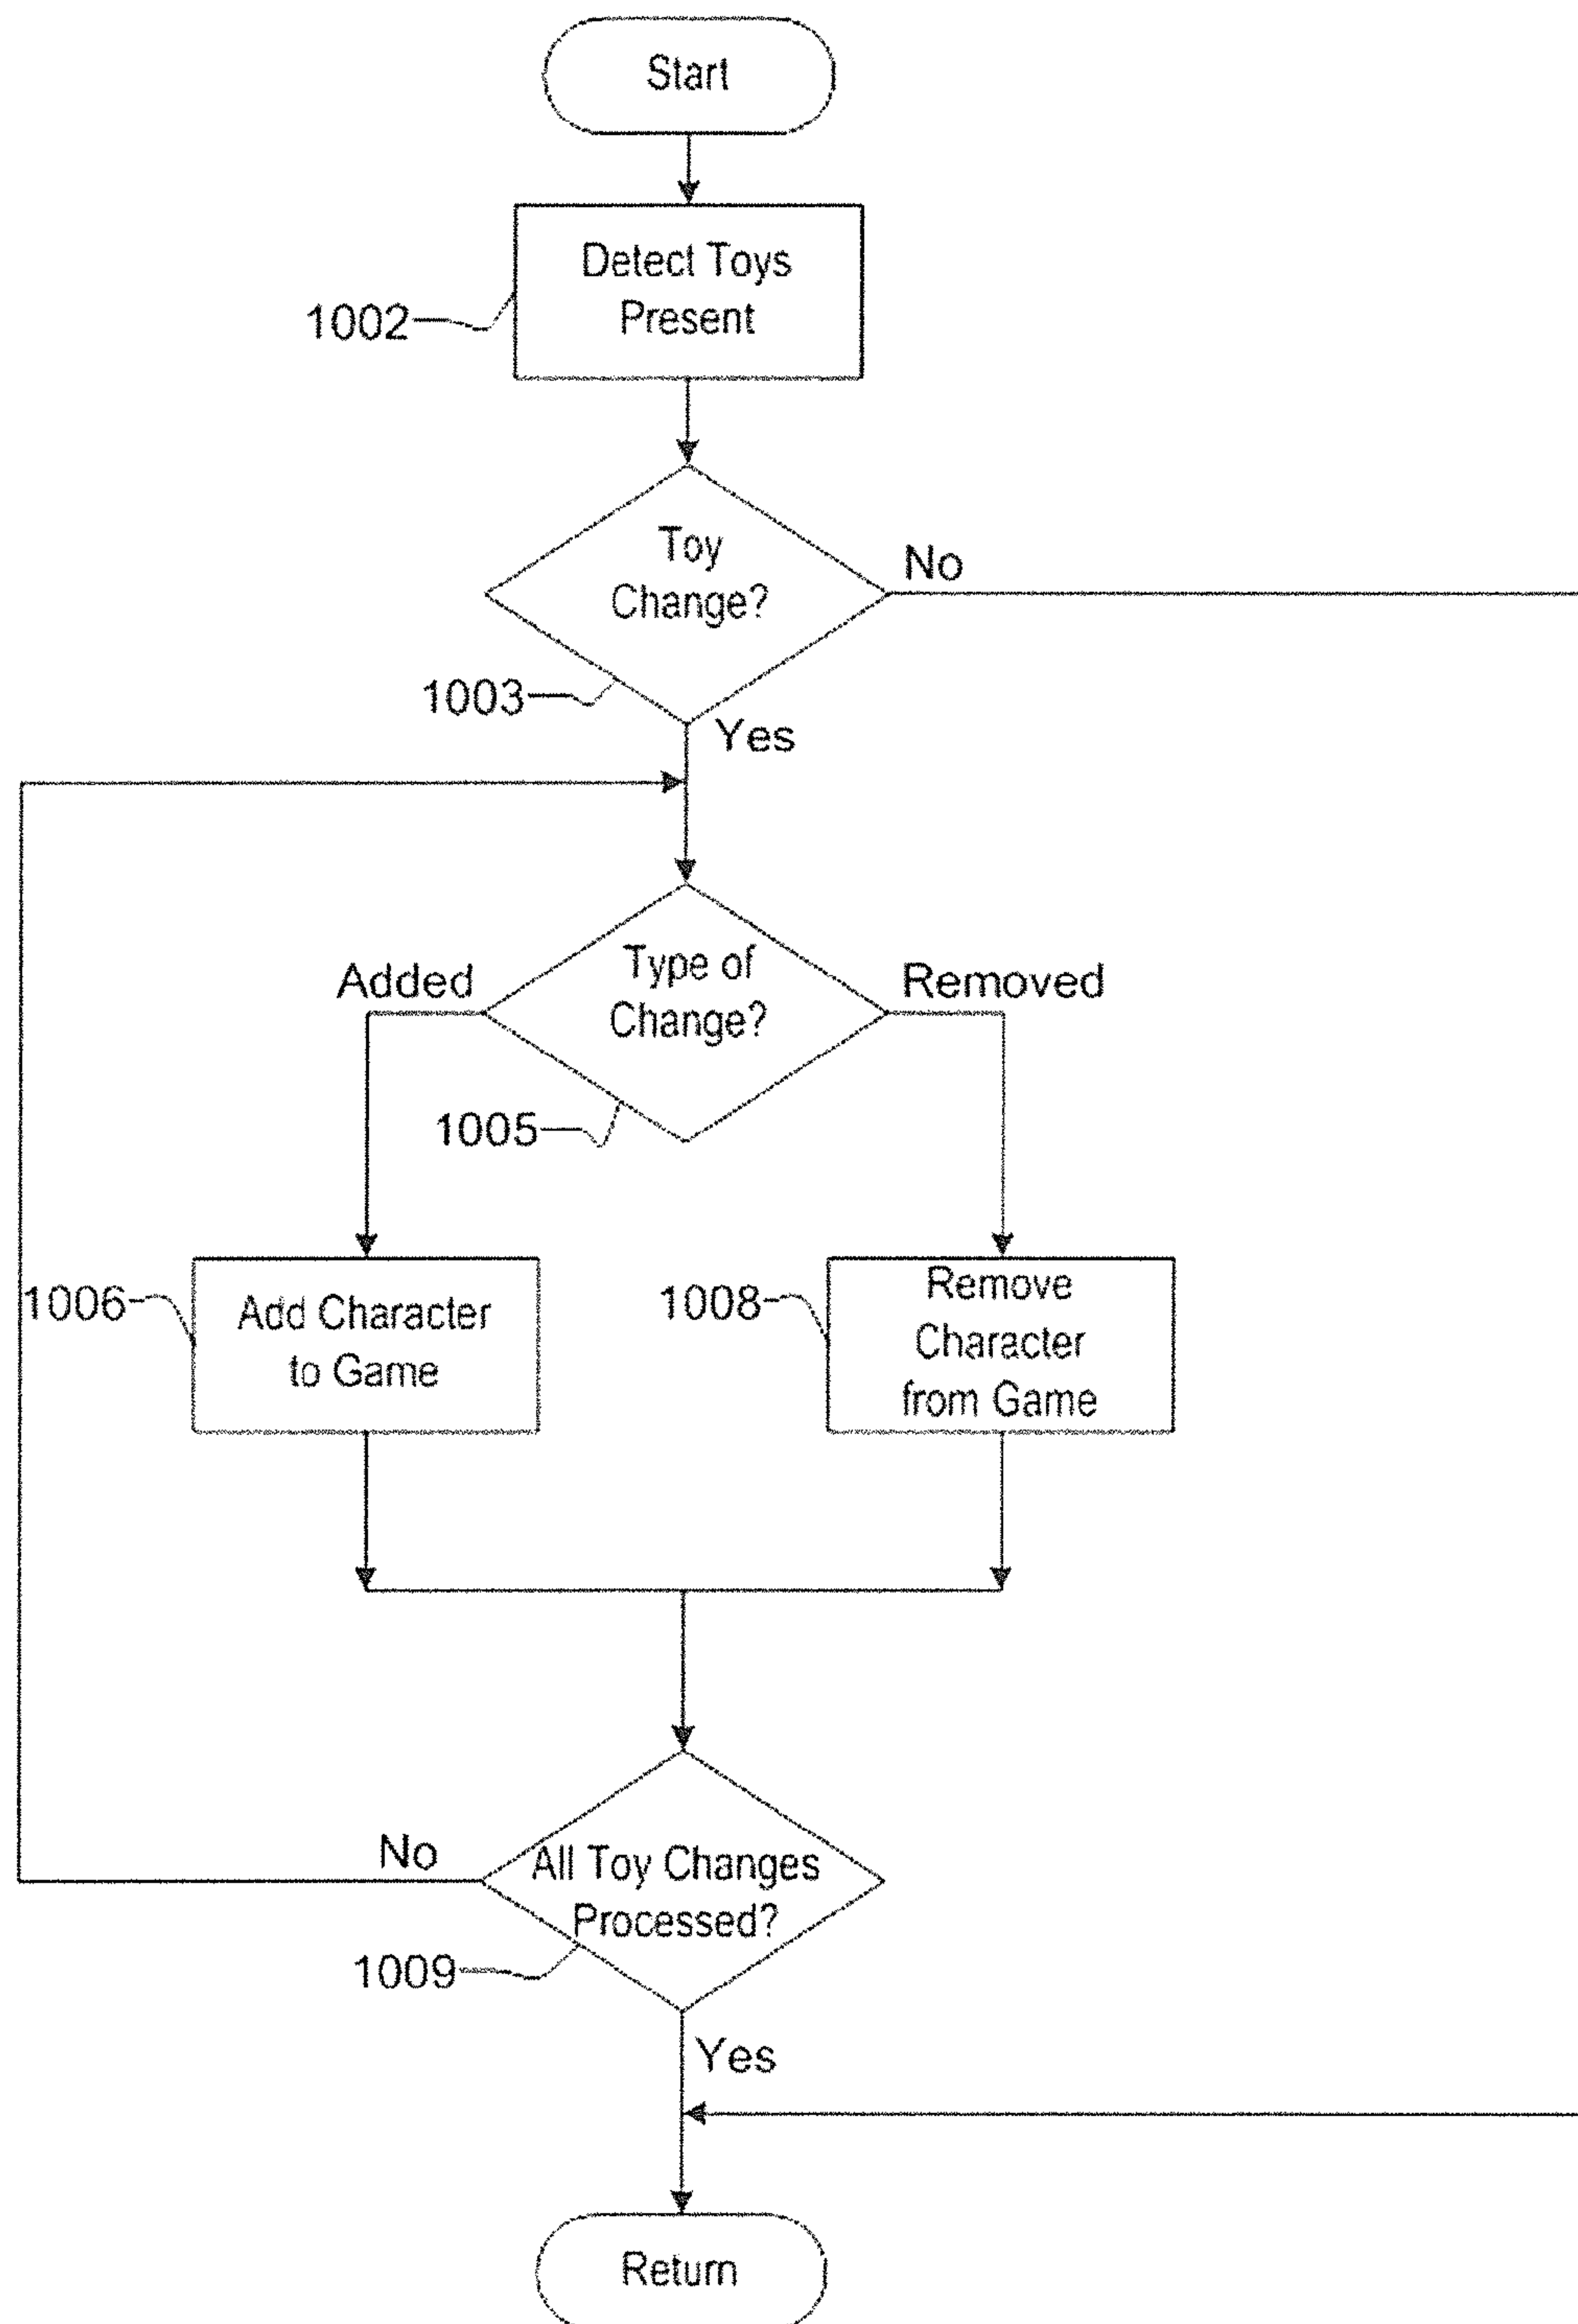 Start
Detect Toys
Present
1002
Toy
Change?
No
1003
Yes
Added
Type of
Change?
Removed
1005
1006
Add Character
to Game
1008
Remove
Character
from Game
No
All Toy Changes
Processed?
1009
Yes
Return